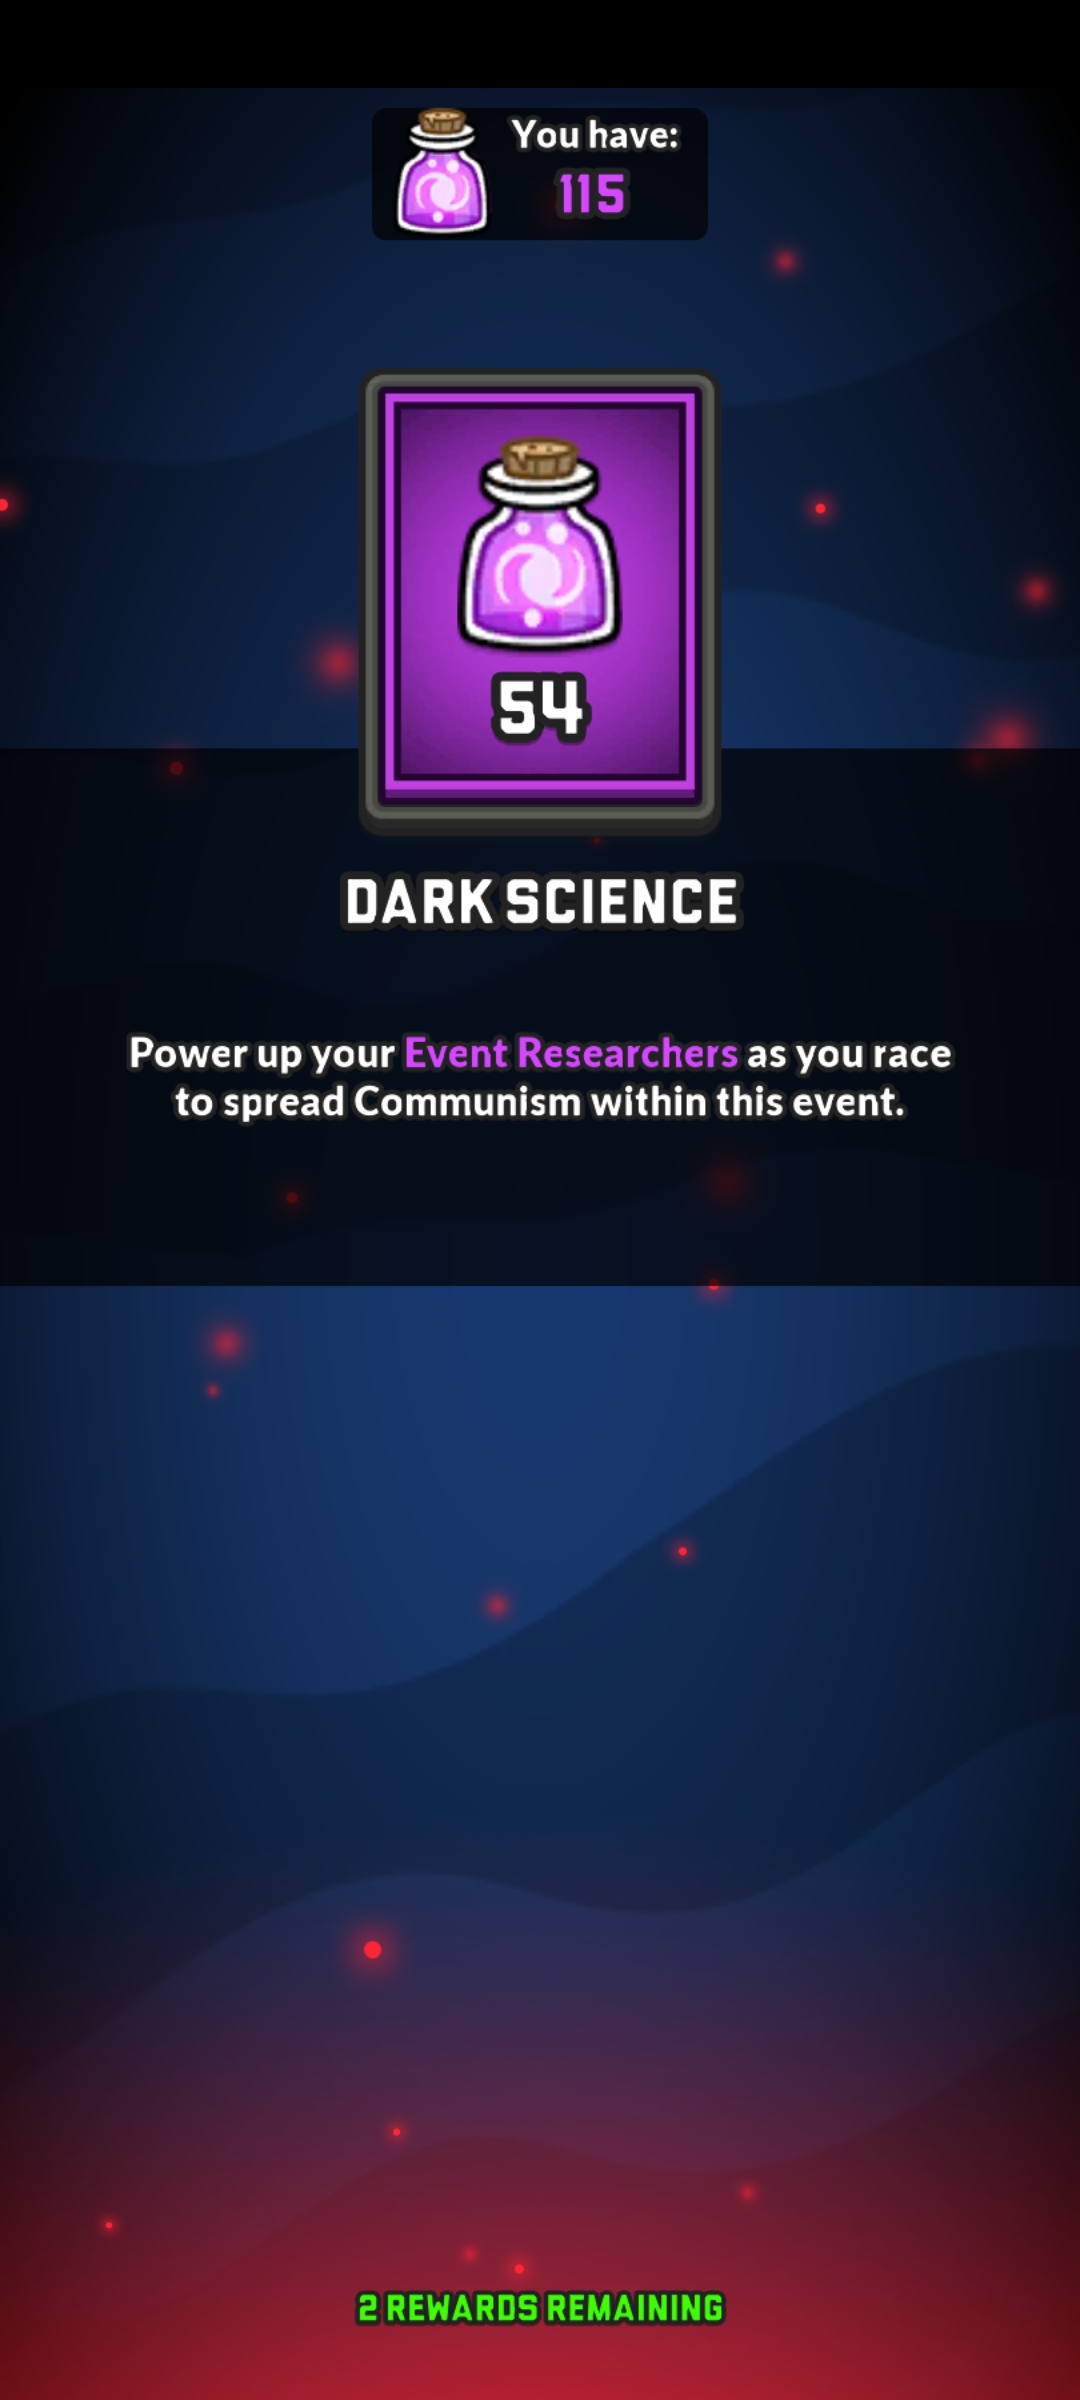 You have:
115
54
DARK SCIENCE
Power up your Event Researchers as you race
to spread Communism within this event.
2 REWARDS REMAINING